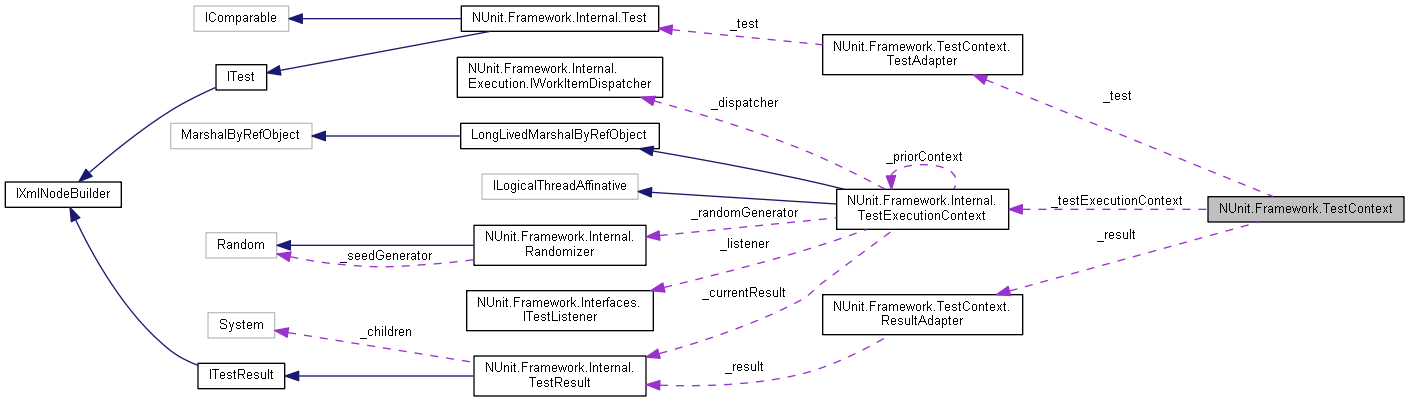 IComparable
NUnit.Framework.Internal.Test
_test
NUnit.Framework.TestContext.
TestAdapter
ITest
NUnit.Framework.Internal.
Execution.IWorkItemDispatcher
_dispatcher
_test
MarshalByRefObject
LongLivedMarshalByRefObject
_priorContext
IXmlNodeBuilder
ILogicalThreadAffinative
NUnit.Framework.Internal.
TestExecutionContext
_testExecutionContext
NUnit.Framework.TestContext
_randomGenerator
Random
_seedGenerator
NUnit.Framework.Internal.
Randomizer
_listener
_result
_currentResult
NUnit.Framework.Interfaces.
ITestListener
NUnit.Framework.TestContext.
ResultAdapter
System
_children
ITestResult
NUnit.Framework.Internal.
TestResult
_result